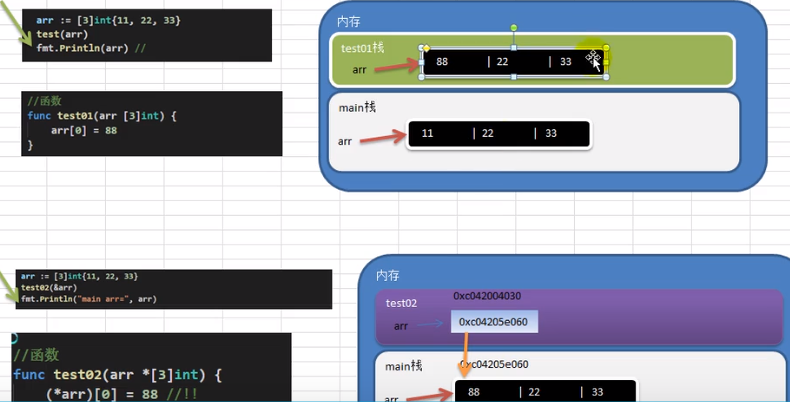 arr := [3]int{11, 22, 33}
test(arr)
fmt.Println(arr) //
//函数
func test01(arr [3]int) {
arr[0] = 88
}
内存
test01栈
arr
88 | 22 | 33
main栈
arr
11 | 22 | 33
arr := [3]int{11, 22, 33}
test02(&arr)
fmt.Println("main arr=", arr)
//函数
func test02(arr *[3]int) {
(*arr)[0] = 88 //!!
内存
0xc042004030
test02
arr
0xc04205e060
main栈
0xc04205e060
arr
88 | 22 | 33